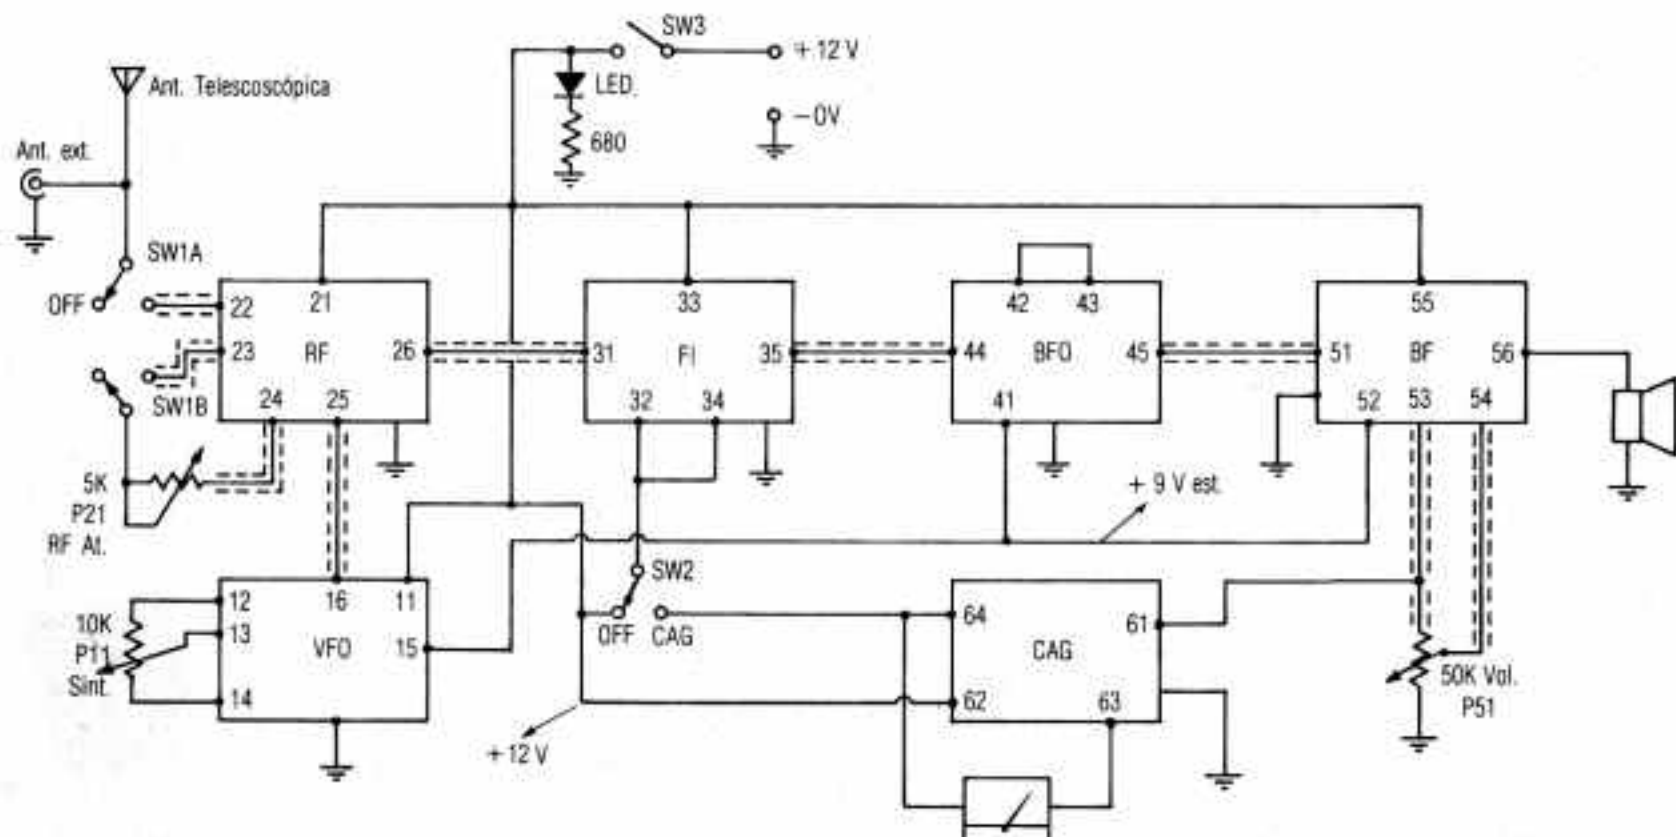 SW3
+ 12 V
Ant. Telescoscópica
LED
− 0V
680
Ant. ext.
SW1A
OFF
22
21
33
42
43
55
23
RF
26
31
FI
35
44
BFO
45
51
BF
56
SW1B
24
25
32
34
41
52
53
54
5K
P21
RF At.
+ 9 V est.
SW2
12
16
11
10K
13
P11
VFO
15
OFF
CAG
64
61
Sint.
CAG
14
62
63
50K Vol.
P51
+ 12 V